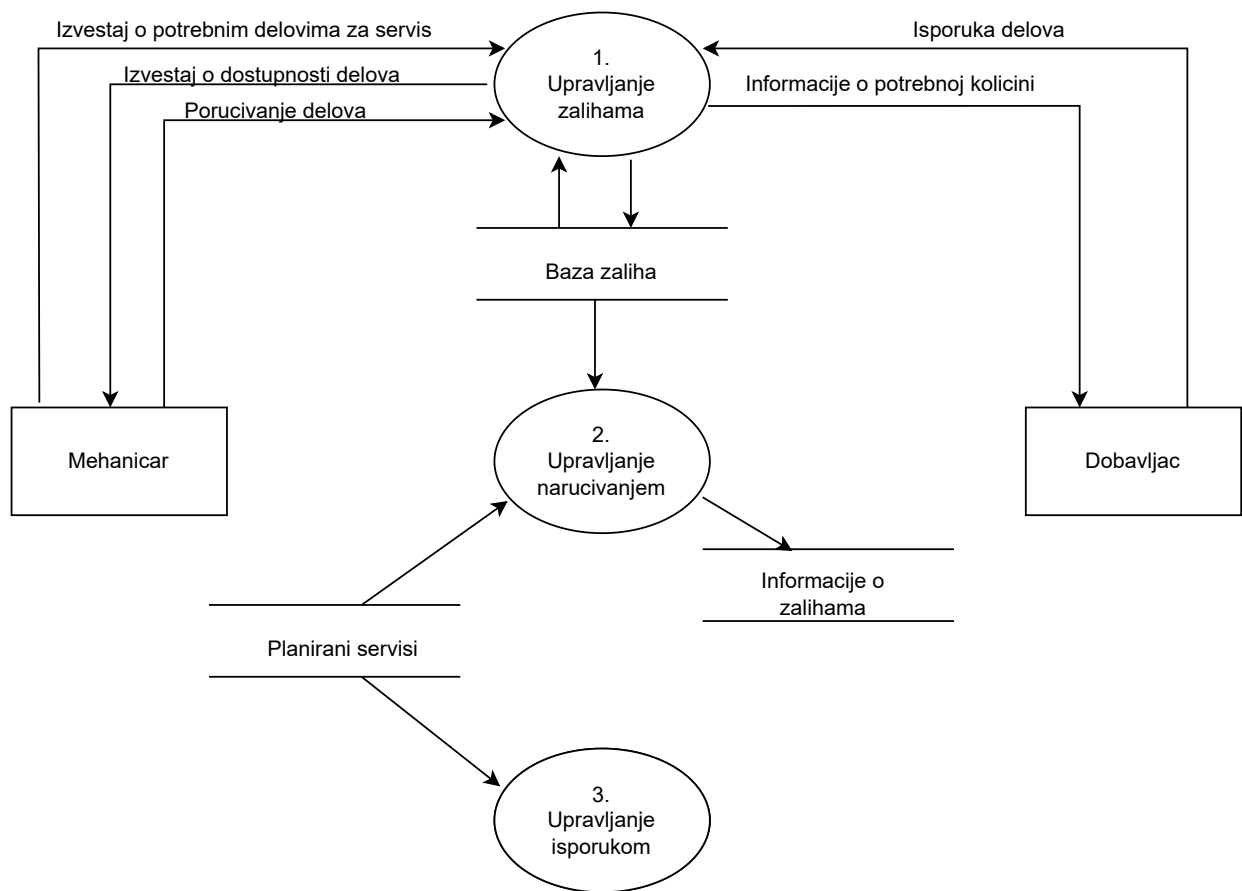 Izvestaj o potrebnim delovima za servis
Izvestaj o dostupnosti delova
Porucivanje delova
1.
Upravljanje
zalihama
Isporuka delova
Informacije o potrebnoj kolicini
Baza zaliha
Mehanicar
2.
Upravljanje
narucivanjem
Dobavljac
Informacije o
zalihama
Planirani servisi
3.
Upravljanje
isporukom